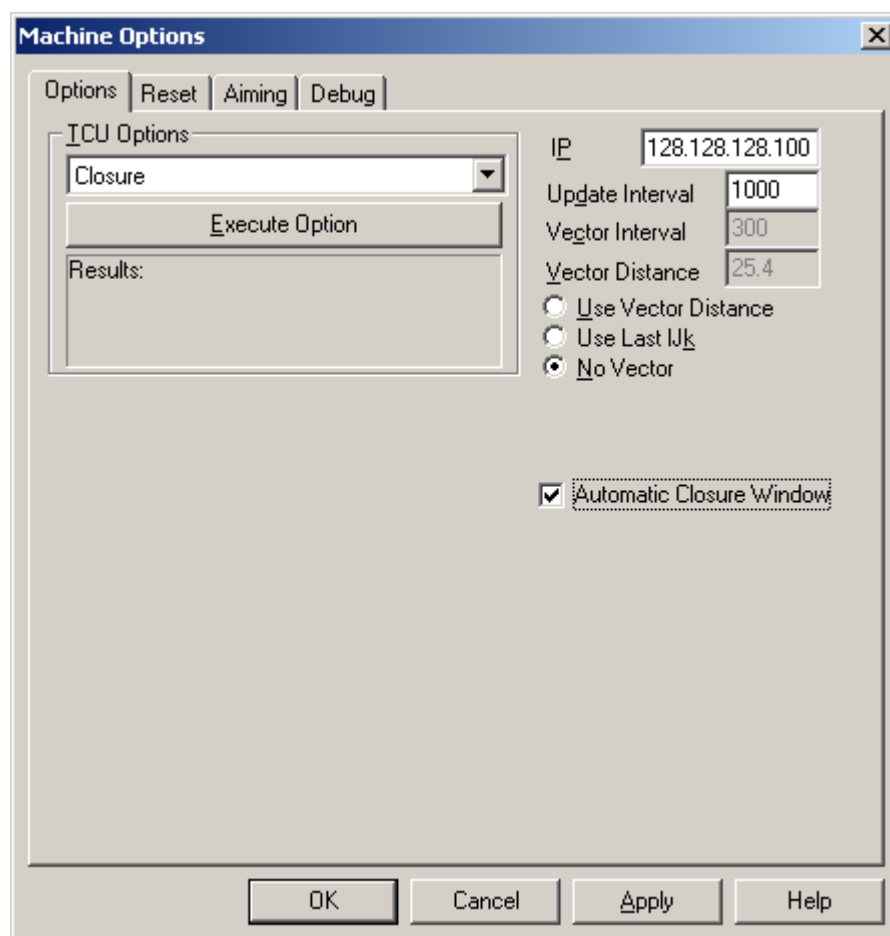 Machine Options
Options Reset Aiming Debug
TCU Options
Closure
Execute Option
Results:
IP 128.128.128.100
Update Interval 1000
Vector Interval 300
Vector Distance 25.4
Use Vector Distance
Use Last IJk
No Vector
Automatic Closure Window
OK Cancel Apply Help